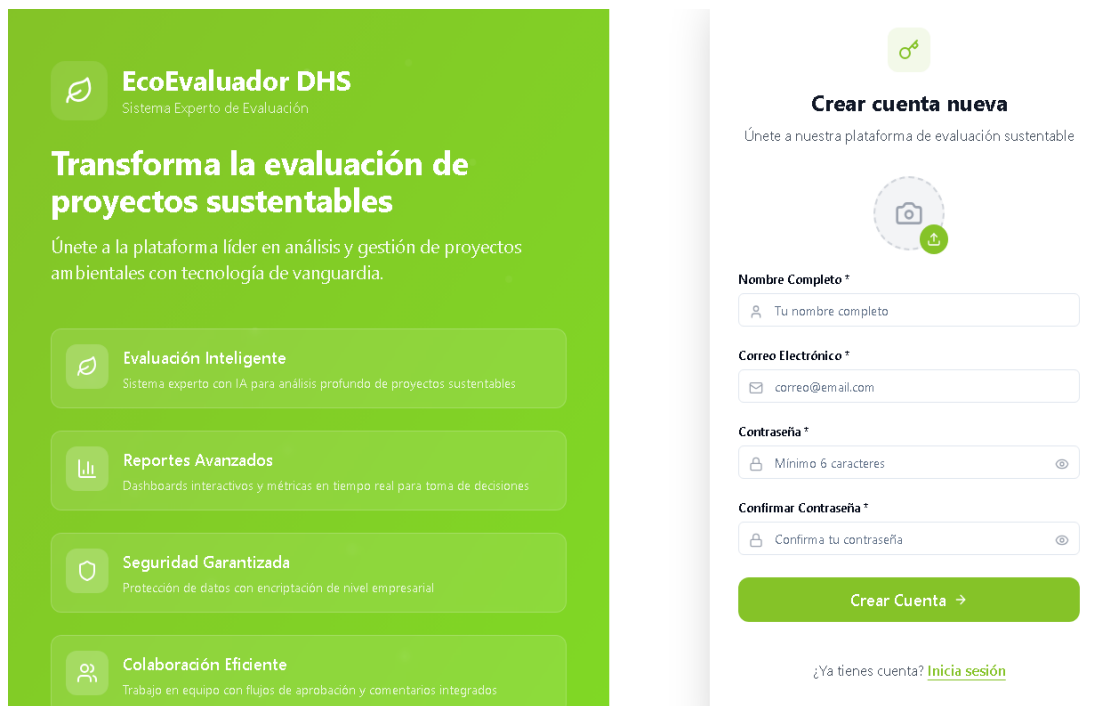 EcoEvaluador DHS
Sistema Experto de Evaluación
Transforma la evaluación de
proyectos sustentables
Únete a la plataforma líder en análisis y gestión de proyectos
ambientales con tecnología de vanguardia.
Evaluación Inteligente
Sistema experto con IA para análisis profundo de proyectos sustentables
Reportes Avanzados
Dashboards interactivos y métricas en tiempo real para toma de decisiones
Seguridad Garantizada
Protección de datos con encriptación de nivel empresarial
Colaboración Eficiente
Trabajo en equipo con flujos de aprobación y comentarios integrados
Crear cuenta nueva
Únete a nuestra plataforma de evaluación sustentable
Nombre Completo *
Tu nombre completo
Correo Electrónico *
correo@email.com
Contraseña *
Mínimo 6 caracteres
Confirmar Contraseña *
Confirma tu contraseña
Crear Cuenta →
¿Ya tienes cuenta? Inicia sesión